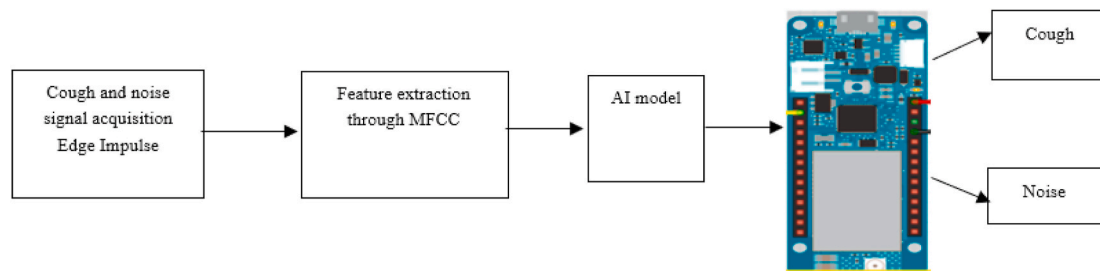 Cough and noise
signal acquisition
Edge Impulse
Feature extraction
through MFCC
AI model
Cough
Noise